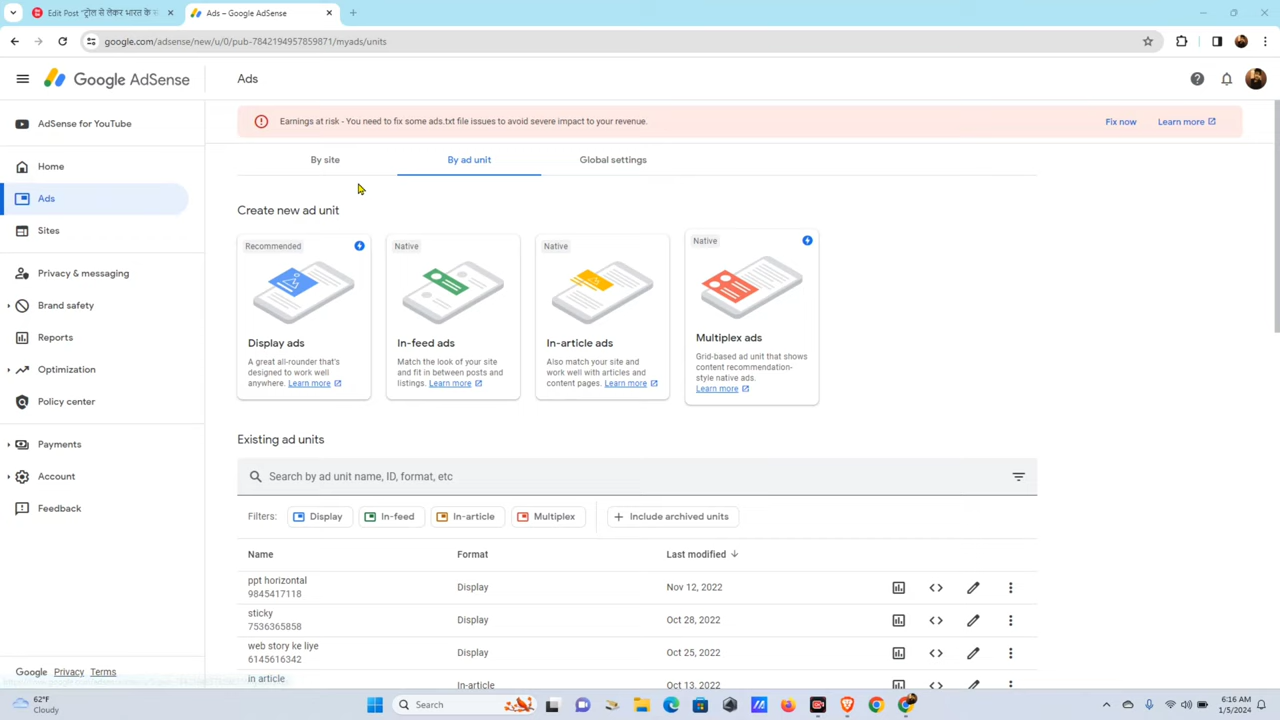 Edit Post "ट्रोल से लेकर भारत के स
Ads – Google AdSense
google.com/adsense/new/u/0/pub-7842194957859871/myads/units
Google AdSense
Ads
AdSense for YouTube
Home
Ads
Sites
Privacy & messaging
Brand safety
Reports
Optimization
Policy center
Payments
Account
Feedback
Google Privacy Terms
Earnings at risk - You need to fix some ads.txt file issues to avoid severe impact to your revenue.
Fix now
Learn more
By site
By ad unit
Global settings
Create new ad unit
Recommended
Display ads
A great all-rounder that's
designed to work well
anywhere. Learn more
Native
In-feed ads
Match the look of your site
and fit in between posts and
listings. Learn more
Native
In-article ads
Also match your site and
work well with articles and
content pages. Learn more
Native
Multiplex ads
Grid-based ad unit that shows
content recommendation-
style native ads.
Learn more
Existing ad units
Search by ad unit name, ID, format, etc
Filters: Display In-feed In-article Multiplex Include archived units
Name Format Last modified
ppt horizontal
9845417118
Display
Nov 12, 2022
sticky
7536365858
Display
Oct 28, 2022
web story ke liye
6145616342
Display
Oct 25, 2022
in article
In-article
Oct 13, 2022
62°F
Cloudy
Search
6:16 AM
1/5/2024